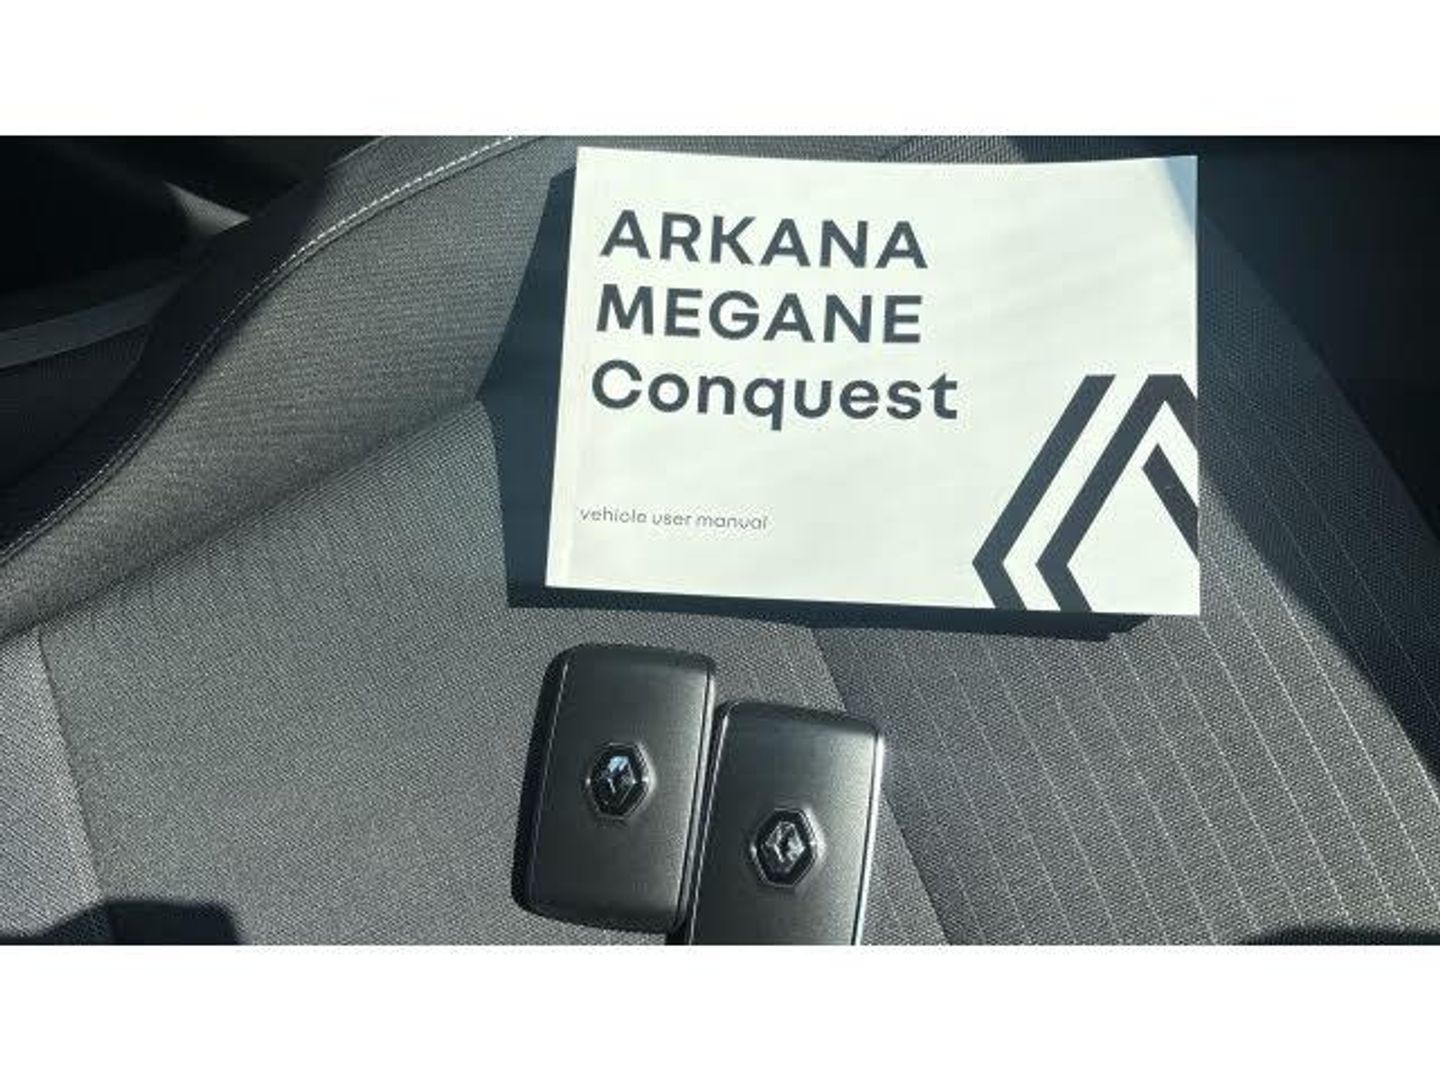 ARKANA
MEGANE
Conquest
vehicle user manual